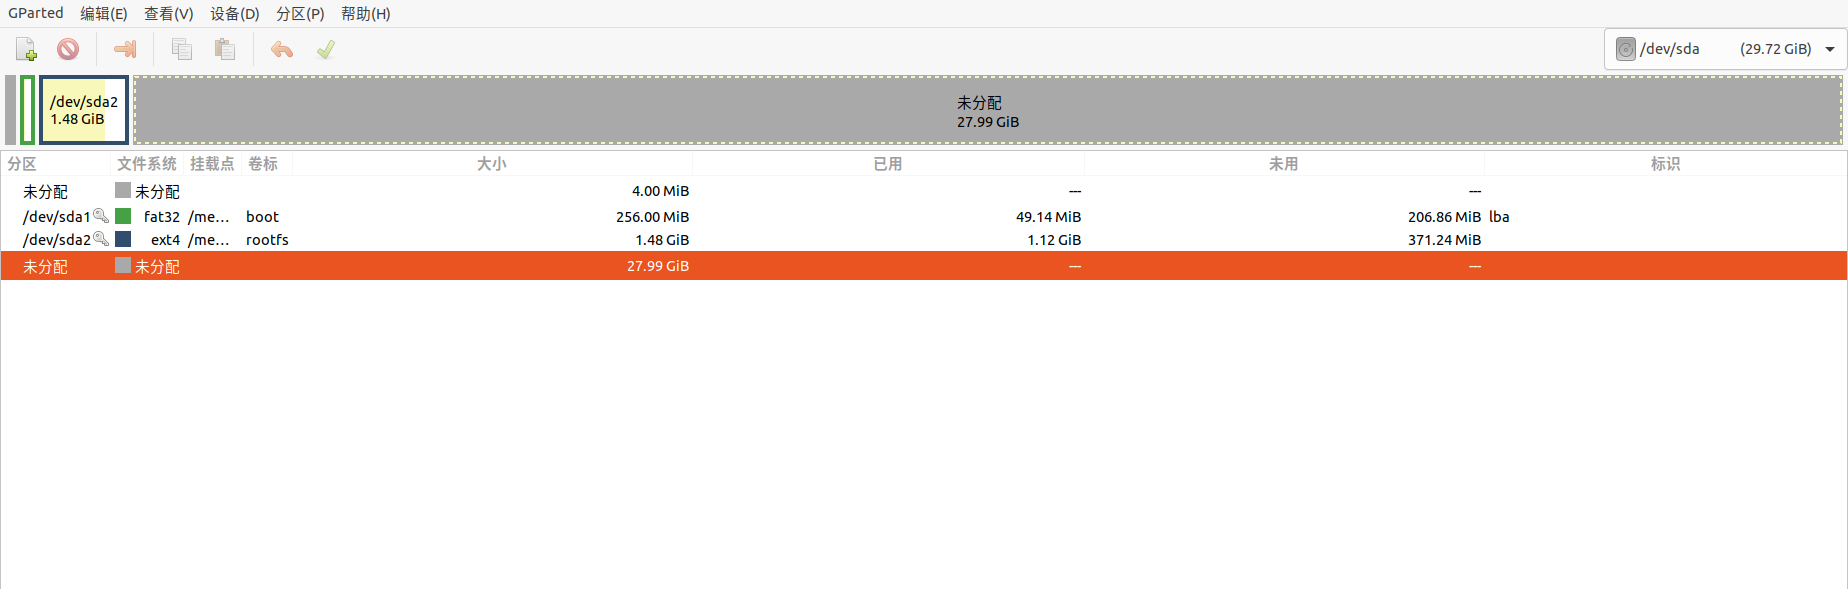 GParted 编辑(E) 查看(V) 设备(D) 分区(P) 帮助(H)
/dev/sda (29.72 GiB)
/dev/sda2
1.48 GiB
未分配
27.99 GiB
分区 文件系统 挂载点 卷标 大小 已用 未用 标识
未分配 未分配 4.00 MiB --- ---
/dev/sda1 fat32 /me... boot 256.00 MiB 49.14 MiB 206.86 MiB lba
/dev/sda2 ext4 /me... rootfs 1.48 GiB 1.12 GiB 371.24 MiB
未分配 未分配 27.99 GiB --- ---